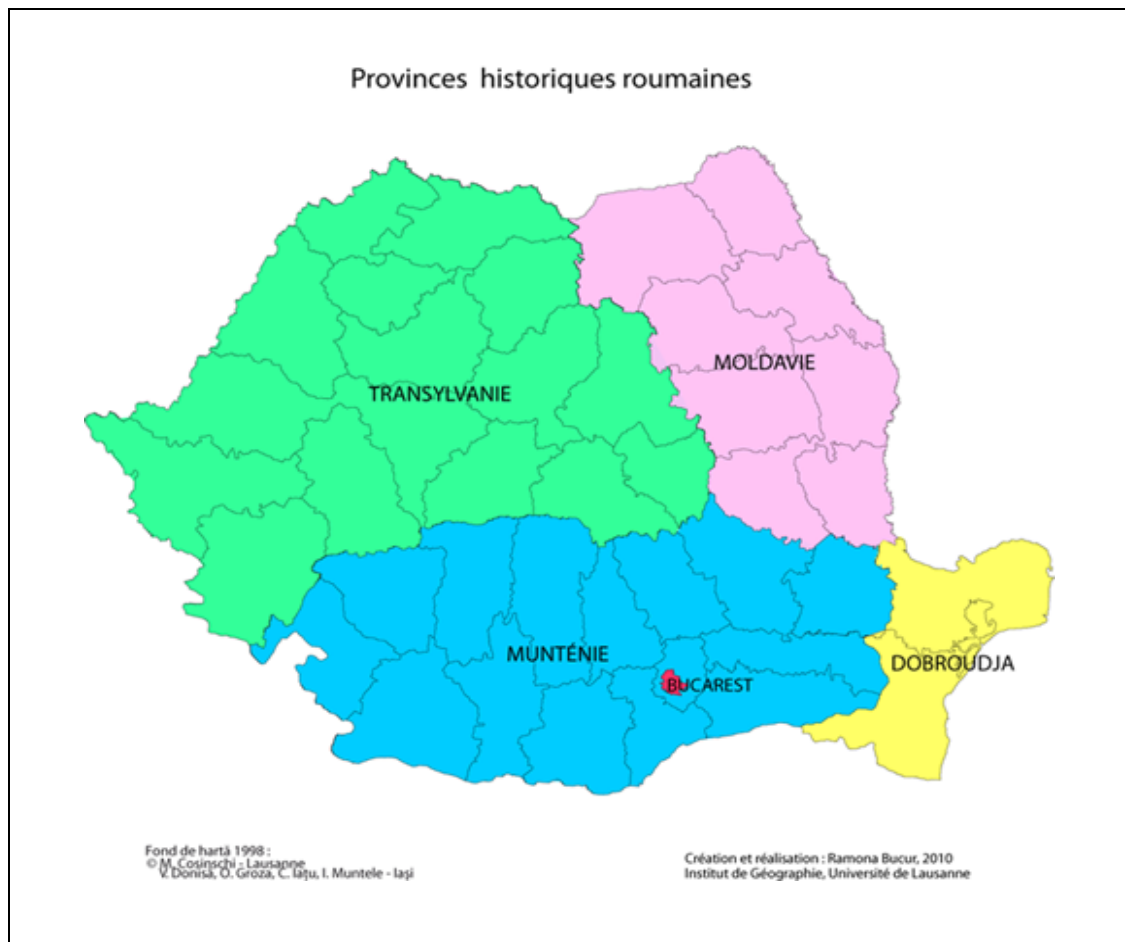 Provinces historiques roumaines
MOLDAVIE
TRANSYLVANIE
MUNTÉNIE
DOBROUDJA
BUCAREST
Fond de hartă 1998 :
© M. Cosinschi - Lausanne
V. Donisă, O. Groza, C. Iaţu, I. Muntele - Iaşi
Création et réalisation : Ramona Bucur, 2010
Institut de Géographie, Université de Lausanne